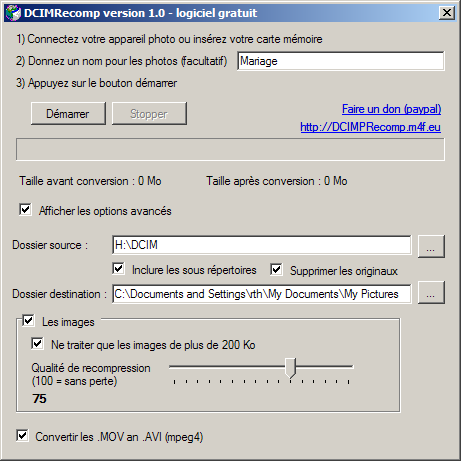 DCIMRecomp version 1.0 - logiciel gratuit
1) Connectez votre appareil photo ou insérez votre carte mémoire
2) Donnez un nom pour les photos (facultatif)   Mariage
3) Appuyez sur le bouton démarrer
Démarrer   Stopper   Faire un don (paypal)
http://DCIMPRecomp.m4f.eu
Taille avant conversion : 0 Mo   Taille après conversion : 0 Mo
Afficher les options avancés
Dossier source :   H:\DCIM   ...
Inclure les sous répertoires   Supprimer les originaux
Dossier destination :   C:\Documents and Settings\rth\My Documents\My Pictures   ...
Les images
Ne traiter que les images de plus de 200 Ko
Qualité de recompression
(100 = sans perte)
75
Convertir les .MOV an .AVI (mpeg4)